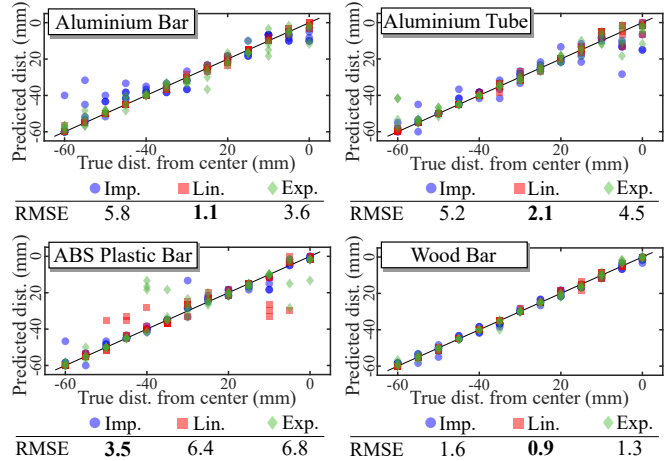 Aluminium Bar
Predicted dist. (mm)
0
20
40
-60
-60 -40 20 20 0
True dist. from center (mm)
Imp. Lin. Exp.
RMSE 5.8 1.1 3.6
Aluminium Tube
Predicted dist. (mm)
0
20
40
-60
-60 -40 20 0
True dist. from center (mm)
Imp. Lin. Exp.
RMSE 5.2 2.1 4.5
ABS Plastic Bar
Predicted dist. (mm)
0
20
40
-60
-60 -40 20 0
True dist. from center (mm)
Imp. Lin. Exp.
RMSE 3.5 6.4 6.8
Wood Bar
Predicted dist. (mm)
0
20
40
-60
-60 -40 20 0
True dist. from center (mm)
Imp. Lin. Exp.
RMSE 1.6 0.9 1.3